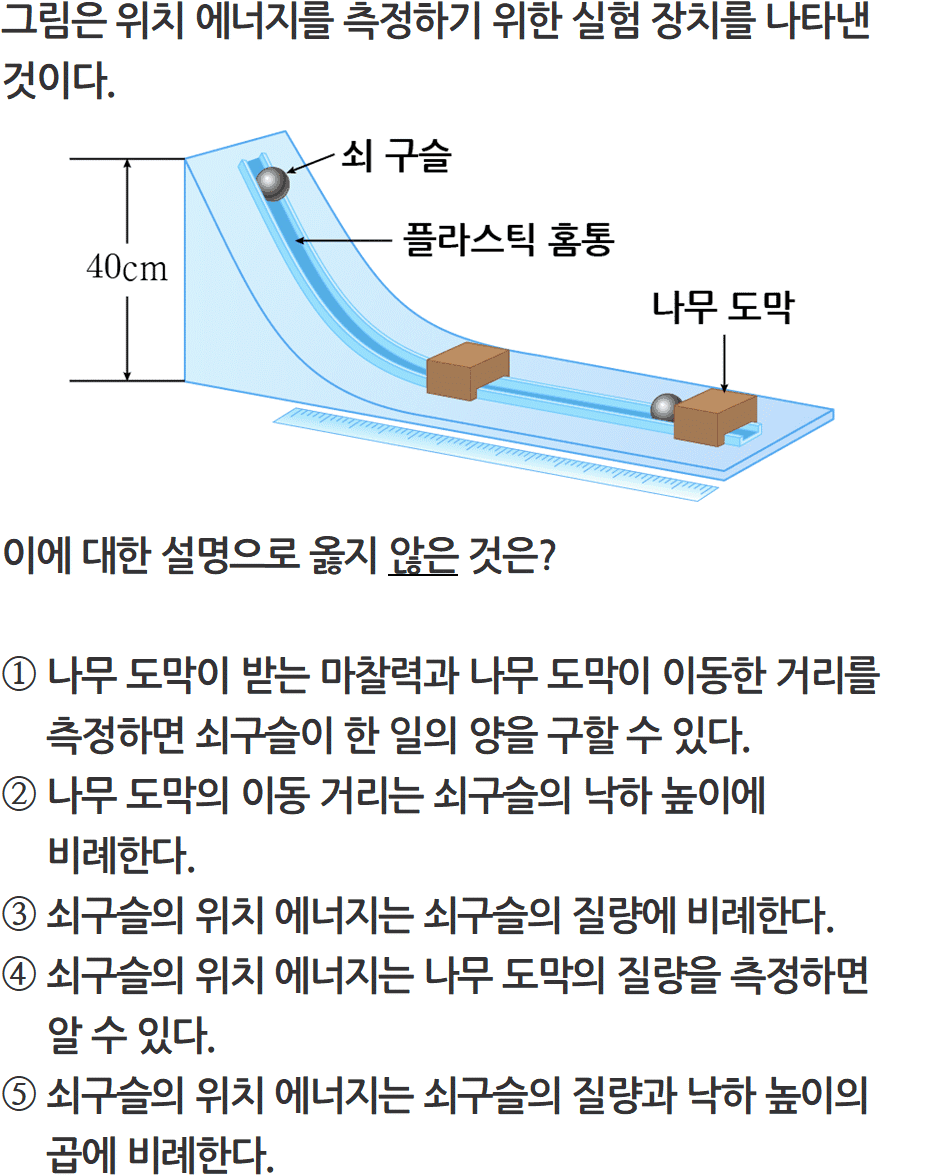 그림은 위치 에너지를 측정하기 위한 실험 장치를 나타낸
것이다.
쇠 구슬
플라스틱 홈통
40cm
나무 도막
이에 대한 설명으로 옳지 않은 것은?
① 나무 도막이 받는 마찰력과 나무 도막이 이동한 거리를
측정하면 쇠구슬이 한 일의 양을 구할 수 있다.
② 나무 도막의 이동 거리는 쇠구슬의 낙하 높이에
비례한다.
③ 쇠구슬의 위치 에너지는 쇠구슬의 질량에 비례한다.
④ 쇠구슬의 위치 에너지는 나무 도막의 질량을 측정하면
알 수 있다.
⑤ 쇠구슬의 위치 에너지는 쇠구슬의 질량과 낙하 높이의
곱에 비례한다.